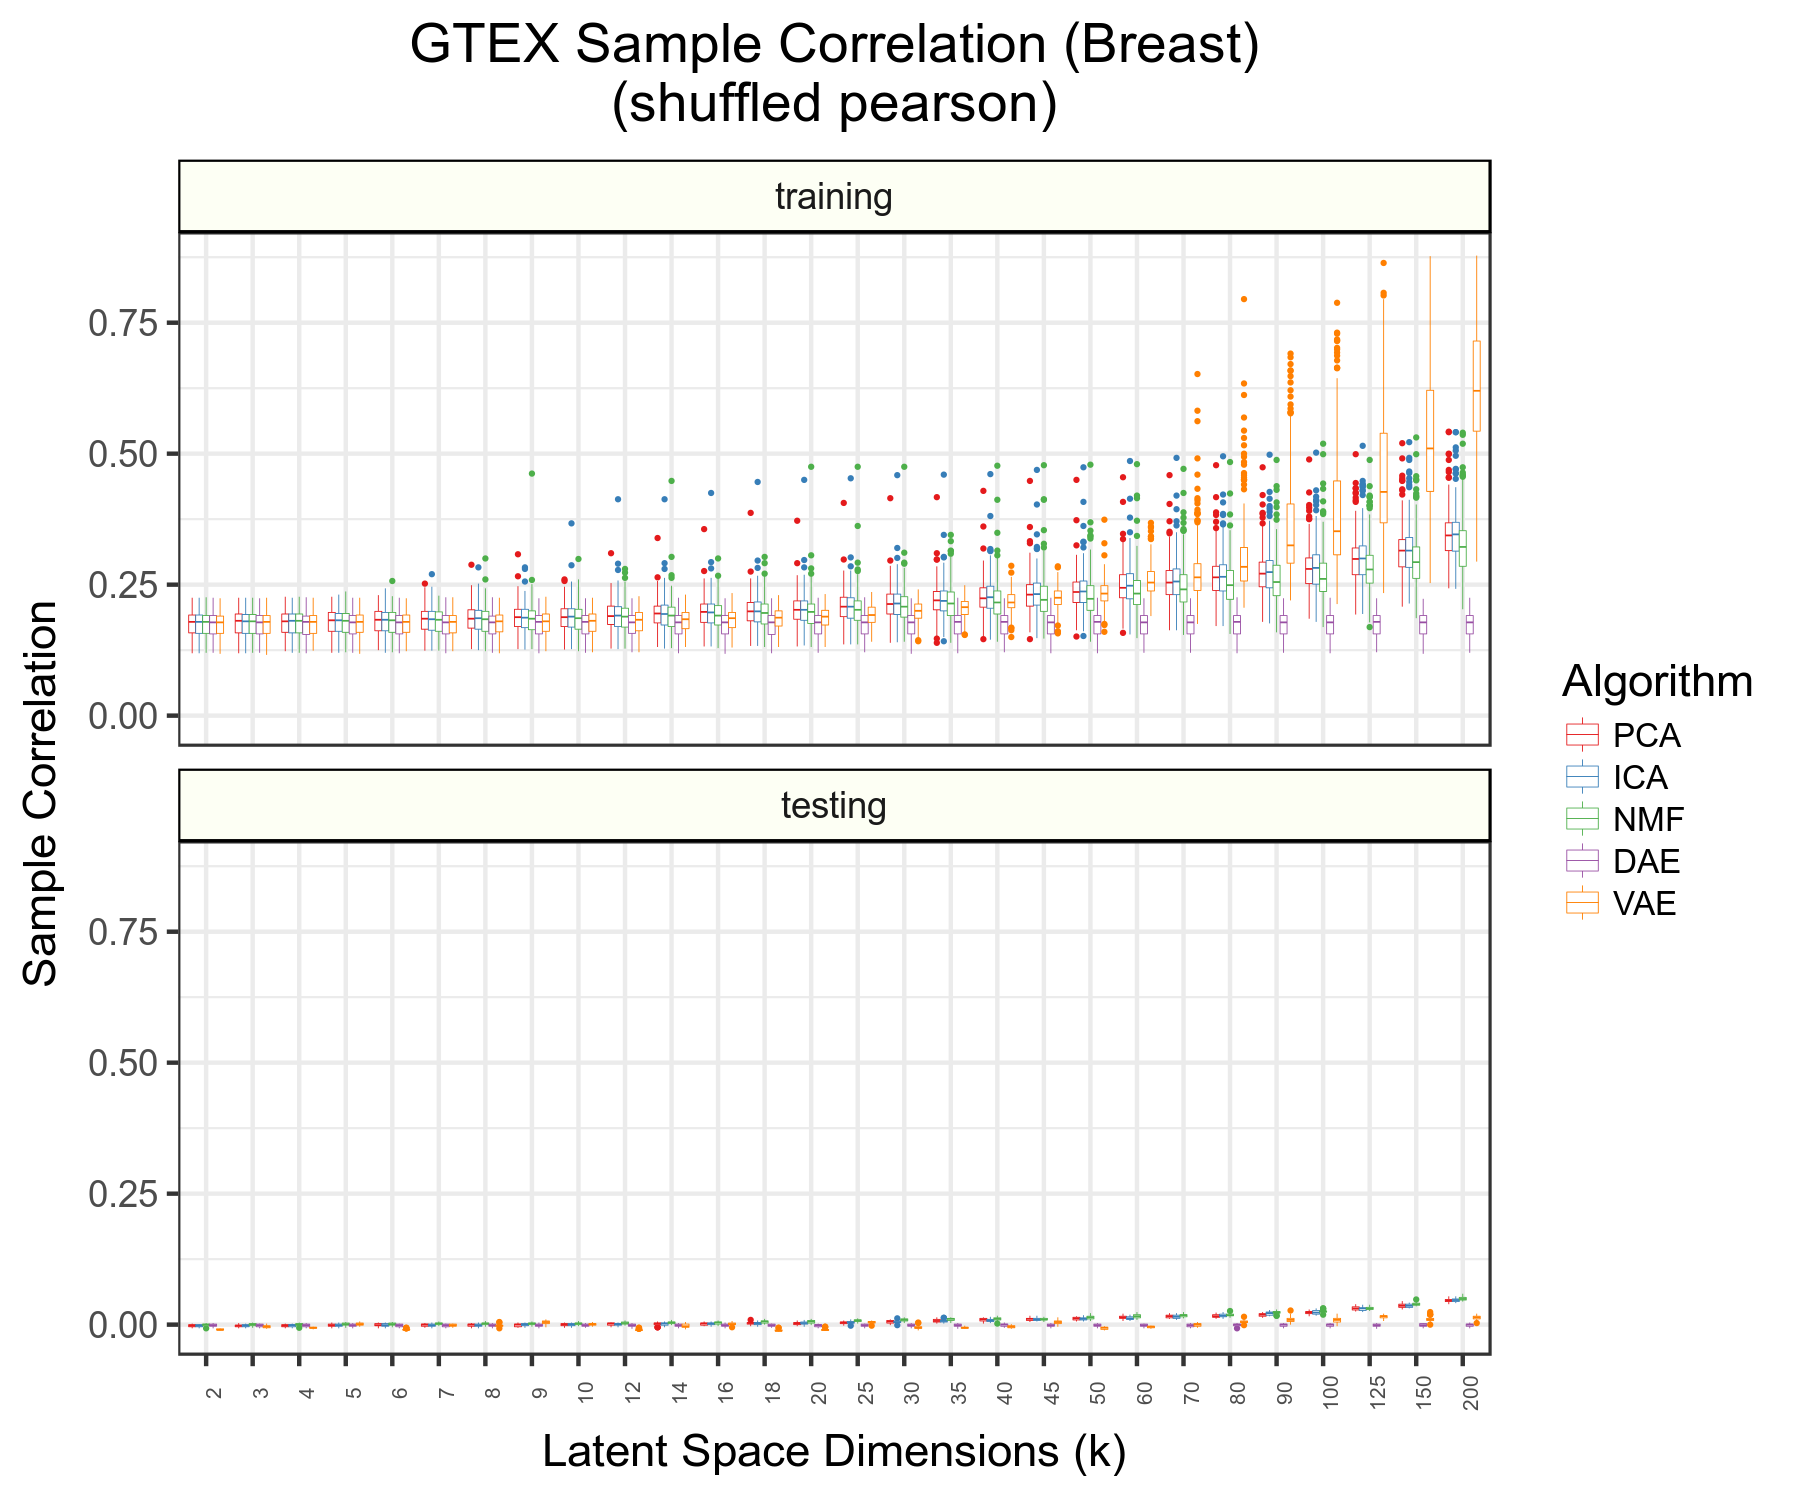 GTEX Sample Correlation (Breast)
(shuffled pearson)
training
0.75
0.50
0.25
0.00
testing
0.75
0.50
0.25
0.00
Sample Correlation
2 3 4 5 6 7 8 9 10 12 14 16 18 20 25 30 35 40 45 50 60 70 80 90 100 125 150 200
Latent Space Dimensions (k)
Algorithm
PCA
ICA
NMF
DAE
VAE